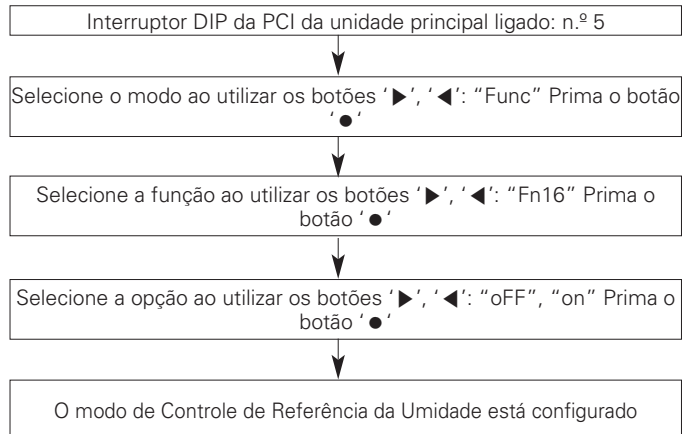 Interruptor DIP da PCI da unidade principal ligado: n.º 5
Selecione o modo ao utilizar os botões ‘▶’, ‘◀’: “Func” Prima o botão
‘●‘
Selecione a função ao utilizar os botões ‘▶’, ‘◀’: “Fn16” Prima o
botão ‘●‘
Selecione a opção ao utilizar os botões ‘▶’, ‘◀’: “oFF”, “on” Prima o
botão ‘●‘
O modo de Controle de Referência da Umidade está configurado